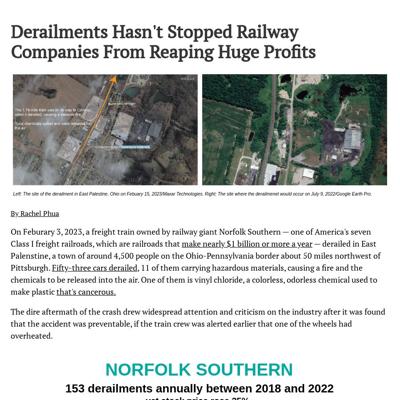 Derailments Hasn't Stopped Railway
Companies From Reaping Huge Profits
Left: The site of the derailment in East Palestine, Ohio on Febuary 15, 2023/Maxar Technologies. Right: The site where the derailmenet would occur on July 9, 2022/Google Earth Pro.
By Rachel Phua
On Feburary 3, 2023, a freight train owned by railway giant Norfolk Southern — one of America's seven
Class I freight railroads, which are railroads that make nearly $1 billion or more a year — derailed in East
Palenstine, a town of around 4,500 people on the Ohio-Pennsylvania border about 50 miles northwest of
Pittsburgh. Fifty-three cars derailed, 11 of them carrying hazardous materials, causing a fire and the
chemicals to be released into the air. One of them is vinyl chloride, a colorless, odorless chemical used to
make plastic that's cancerous.
The dire aftermath of the crash drew widespread attention and criticism on the industry after it was found
that the accident was preventable, if the train crew was alerted earlier that one of the wheels had
overheated.
NORFOLK SOUTHERN
153 derailments annually between 2018 and 2022